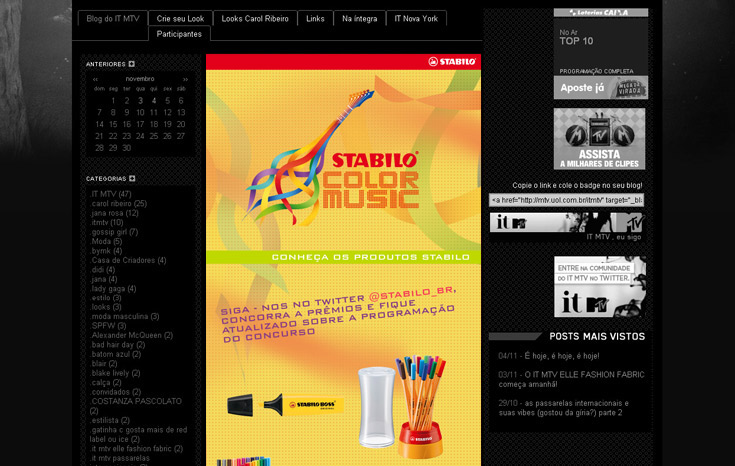 Blog do IT MTV
Crie seu Look
Looks Carol Ribeiro
Links
Na íntegra
IT Nova York
Participantes
ANTERIORES
‹‹ novembro ››
dom seg ter qua qui sex sáb
1 2 3 4 5 6
7 8 9 10 11 12 13
14 15 16 17 18 19 20
21 22 23 24 25 26 27
28 29 30
CATEGORIAS
.IT MTV (47)
.carol ribeiro (25)
.jana rosa (12)
.itmtv (10)
.gossip girl (7)
.Moda (5)
.bymk (4)
.Casa de Criadores (4)
.didi (4)
.jana (4)
.lady gaga (4)
.estilo (3)
.looks (3)
.moda masculina (3)
.SPFW (3)
.Alexander McQueen (2)
.bad hair day (2)
.batom azul (2)
.blair (2)
.blake lively (2)
.calça (2)
.convidados (2)
.COSTANZA PASCOLATO
(2)
.estilista (2)
.gatinha c gosta mais de red
label ou ice (2)
.it mtv elle fashion fabric (2)
.it mtv passarelas
STABILO
STABILO
COLOR
MUSIC
CONHEÇA OS PRODUTOS STABILO
SIGA - NOS NO TWITTER @STABILO_BR,
CONCORRA A PRÊMIOS E FIQUE
ATUALIZADO SOBRE A PROGRAMAÇÃO
DO CONCURSO
STABILO BOSS
Loterias CAIXA
No Ar
TOP 10
PROGRAMAÇÃO COMPLETA
Aposte já
MEGA DA
VIRADA
MTV
ASSISTA
A MILHARES DE CLIPES
Copie o link e cole o badge no seu blog!
<a href="http://mtv.uol.com.br/itmtv" target="_bl
it MTV
IT MTV , eu sigo
ENTRE NA COMUNIDADE
DO IT MTV NO TWITTER.
it MTV
POSTS MAIS VISTOS
04/11 - É hoje, é hoje, é hoje!
03/11 - O IT MTV ELLE FASHION FABRIC
começa amanhã!
29/10 - as passarelas internacionais e
suas vibes (gostou da gíria?) parte 2